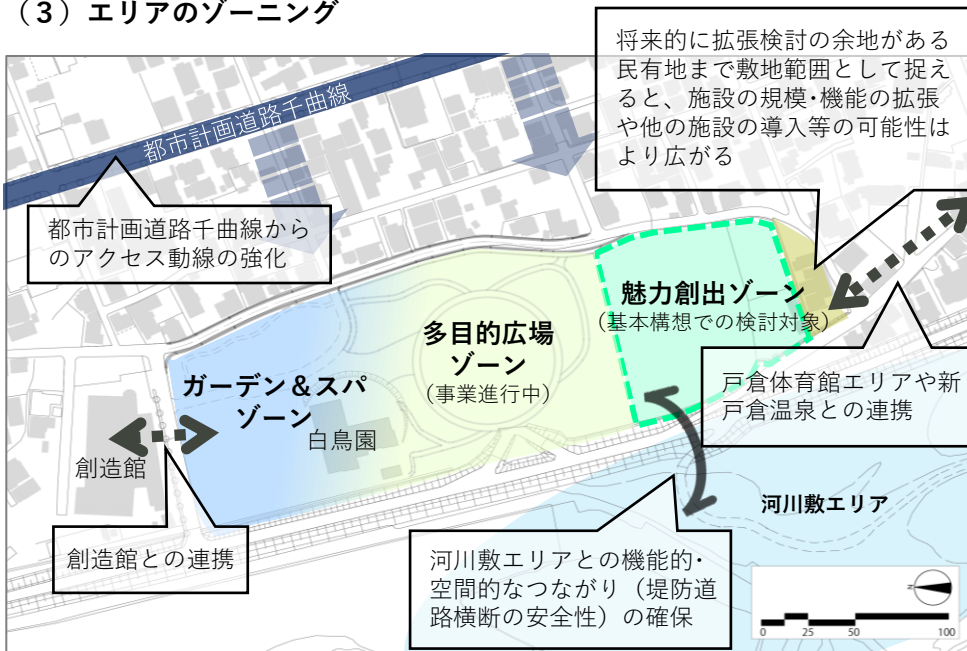 （３）エリアのゾーニング
将来的に拡張検討の余地がある
民有地まで敷地範囲として捉え
ると、施設の規模・機能の拡張
や他の施設の導入等の可能性は
より広がる
都市計画道路千曲線
都市計画道路千曲線から
のアクセス動線の強化
魅力創出ゾーン
（基本構想での検討対象）
多目的広場
ゾーン
（事業進行中）
ガーデン＆スパ
ゾーン
白鳥園
創造館
戸倉体育館エリアや新
戸倉温泉との連携
河川敷エリア
創造館との連携
河川敷エリアとの機能的・
空間的なつながり（堤防道
路横断の安全性）の確保
N
0 25 50 100